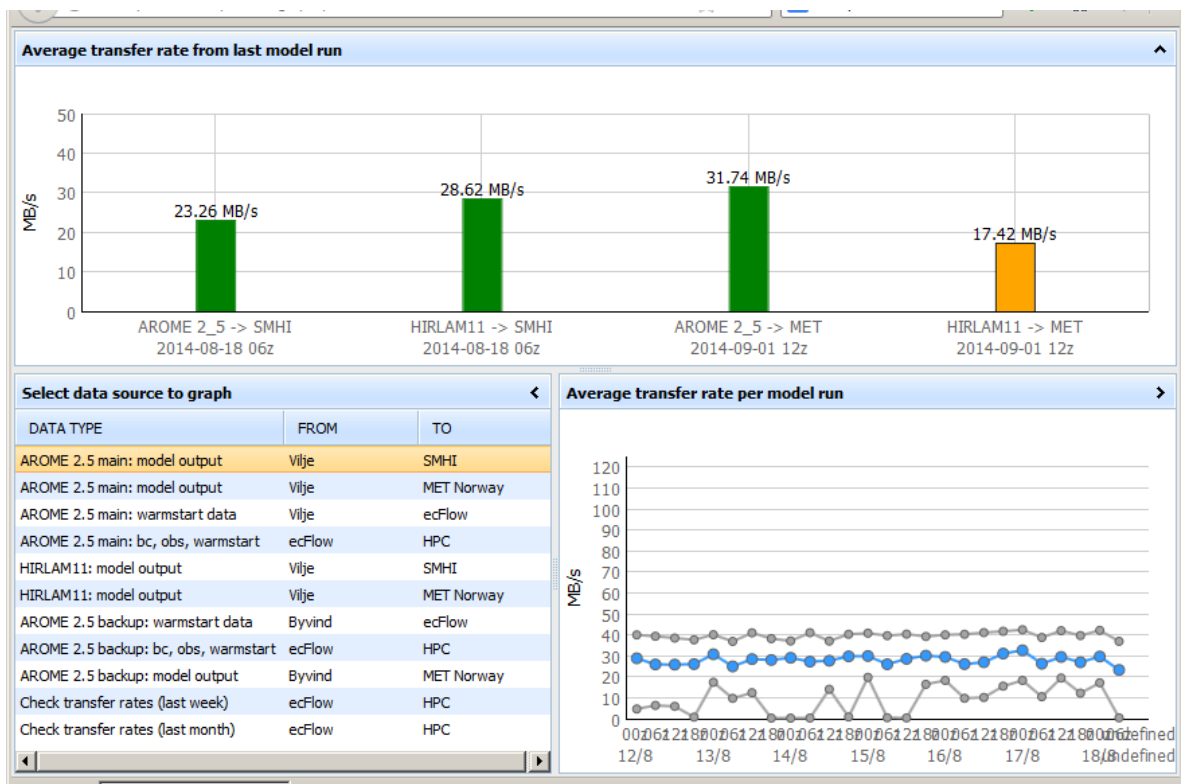 Average transfer rate from last model run
50
40
30
20
10
0
MB/s
23.26 MB/s
28.62 MB/s
31.74 MB/s
17.42 MB/s
AROME 2_5 -> SMHI
HIRLAM11 -> SMHI
AROME 2_5 -> MET
HIRLAM11 -> MET
2014-08-18 06z
2014-08-18 06z
2014-09-01 12z
2014-09-01 12z
Select data source to graph
DATA TYPE FROM TO
AROME 2.5 main: model output Vilje SMHI
AROME 2.5 main: model output Vilje MET Norway
AROME 2.5 main: warmstart data Vilje ecFlow
AROME 2.5 main: bc, obs, warmstart ecFlow HPC
HIRLAM11: model output Vilje SMHI
HIRLAM11: model output Vilje MET Norway
AROME 2.5 backup: warmstart data Byvind ecFlow
AROME 2.5 backup: bc, obs, warmstart ecFlow HPC
AROME 2.5 backup: model output Byvind MET Norway
Check transfer rates (last week) ecFlow HPC
Check transfer rates (last month) ecFlow HPC
Average transfer rate per model run
120
110
100
90
80
70
60
50
40
30
20
10
0
MB/s
12/8 13/8 14/8 15/8 16/8 17/8 18/8